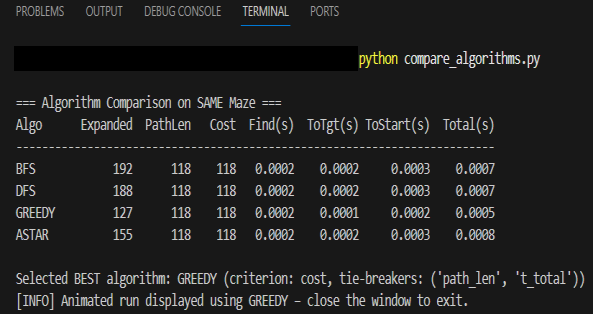 PROBLEMS OUTPUT DEBUG CONSOLE TERMINAL PORTS
python compare_algorithms.py
=== Algorithm Comparison on SAME Maze ===
Algo Expanded PathLen Cost Find(s) ToTgt(s) ToStart(s) Total(s)
----------------------------------------------------------------------
BFS 192 118 118 0.0002 0.0002 0.0003 0.0007
DFS 188 118 118 0.0002 0.0002 0.0003 0.0007
GREEDY 127 118 118 0.0002 0.0001 0.0002 0.0005
ASTAR 155 118 118 0.0002 0.0002 0.0003 0.0008
Selected BEST algorithm: GREEDY (criterion: cost, tie-breakers: ('path_len', 't_total'))
[INFO] Animated run displayed using GREEDY – close the window to exit.